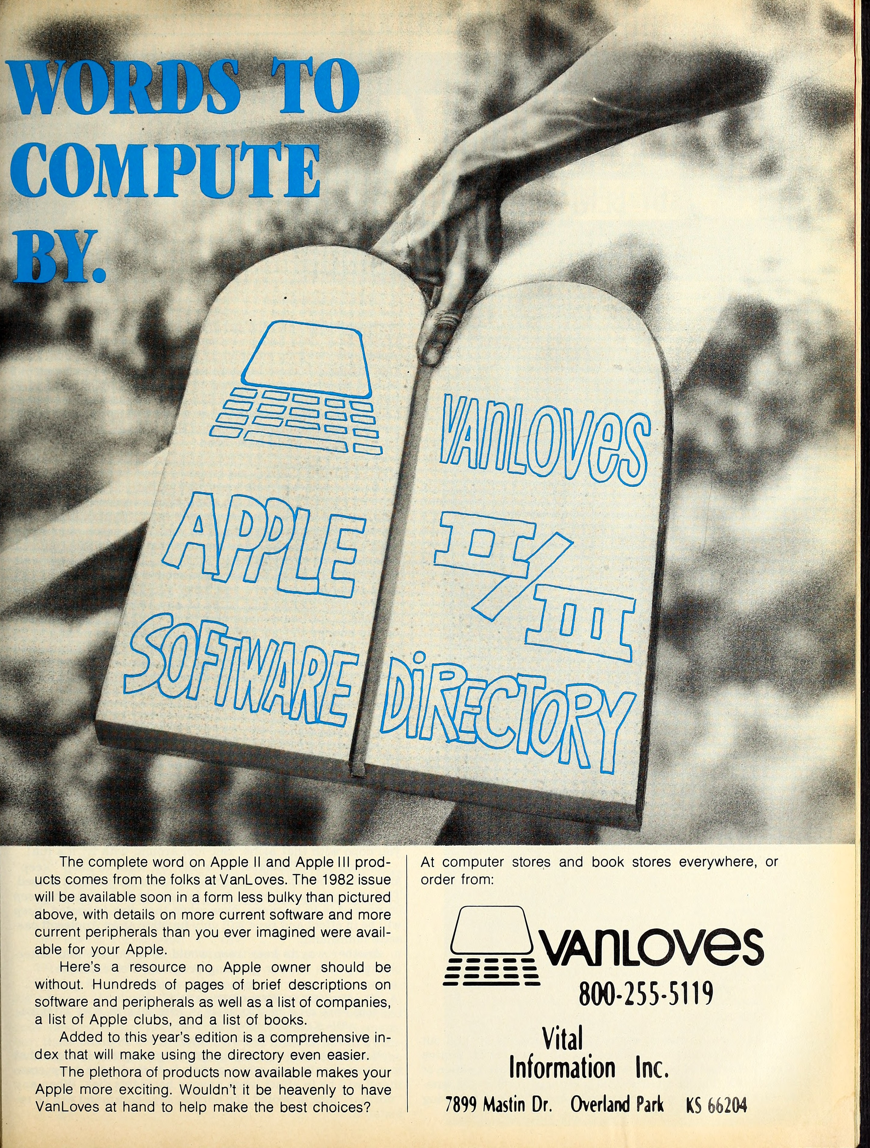 WORDS TO
COMPUTE
BY.
APPLE
SOFTWARE
VANLOVES
II/III
DIRECTORY
The complete word on Apple II and Apple III prod-
ucts comes from the folks at VanLoves. The 1982 issue
will be available soon in a form less bulky than pictured
above, with details on more current software and more
current peripherals than you ever imagined were avail-
able for your Apple.
Here's a resource no Apple owner should be
without. Hundreds of pages of brief descriptions on
software and peripherals as well as a list of companies,
a list of Apple clubs, and a list of books.
Added to this year's edition is a comprehensive in-
dex that will make using the directory even easier.
The plethora of products now available makes your
Apple more exciting. Wouldn't it be heavenly to have
VanLoves at hand to help make the best choices?
At computer stores and book stores everywhere, or
order from:
VANLOVES
800-255-5119
Vital
Information Inc.
7899 Mastin Dr. Overland Park KS 66204